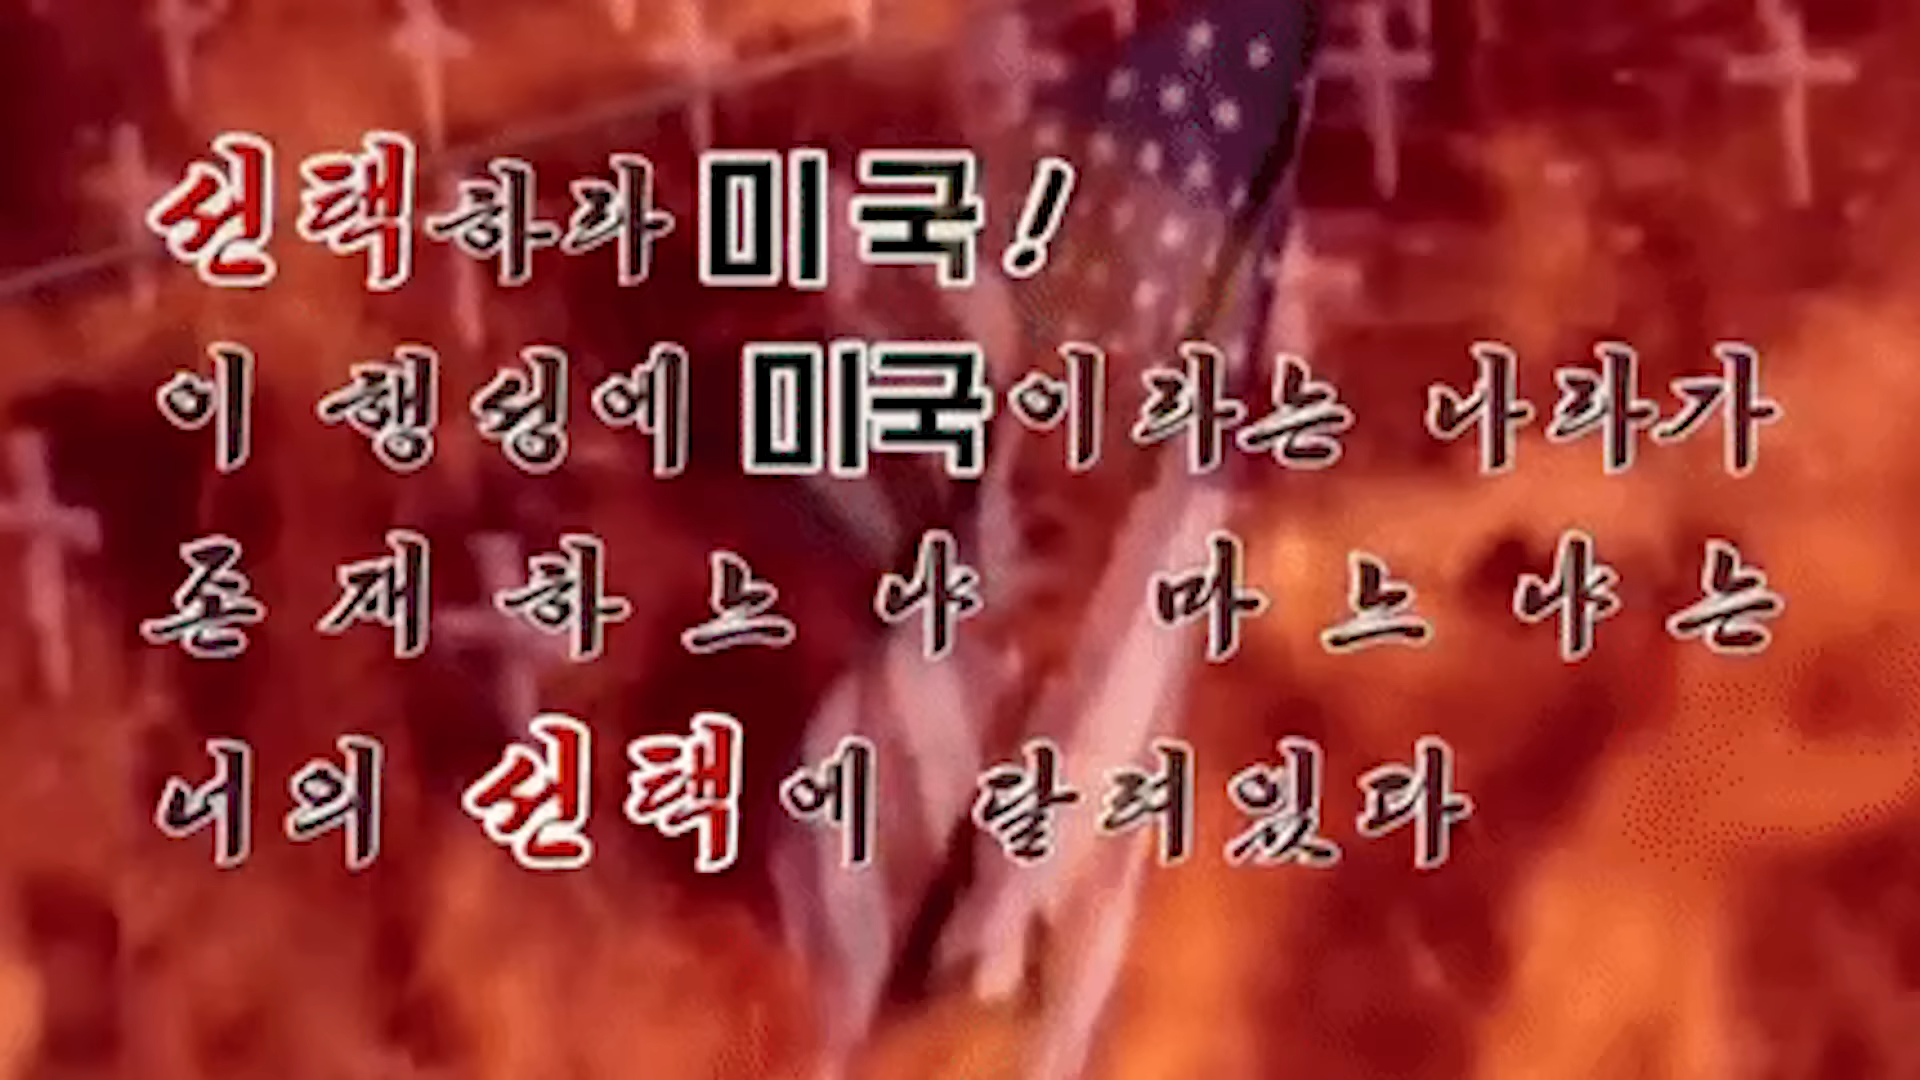 선택하라 미국!
이 행성에 미국이라는 나라가
존재하느냐 마느냐는
너의 선택에 달려있다